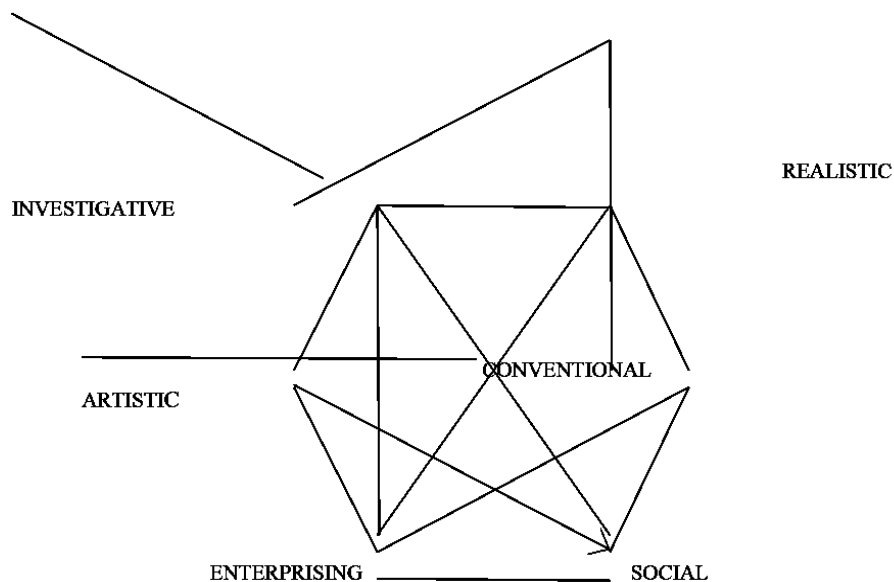 REALISTIC
INVESTIGATIVE
CONVENTIONAL
ARTISTIC
ENTERPRISING
SOCIAL